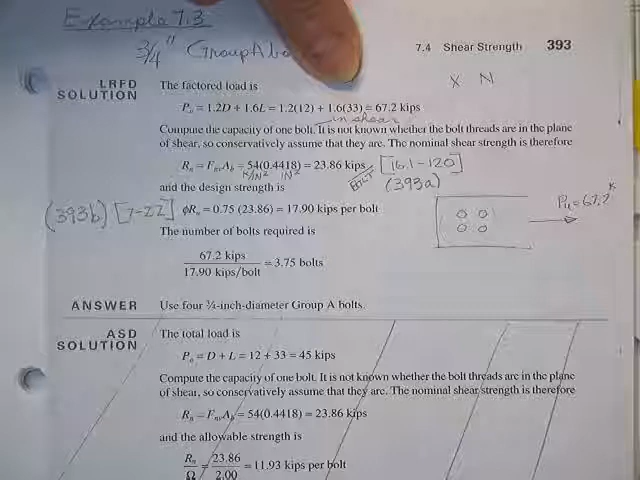 Example 7.3
3/4" Group A bo
7.4 Shear Strength 393
X N
LRFD SOLUTION The factored load is
Pu = 1.2D + 1.6L = 1.2(12) + 1.6(33) = 67.2 kips
in shear
Compute the capacity of one bolt. It is not known whether the bolt threads are in the plane
of shear, so conservatively assume that they are. The nominal shear strength is therefore
Rn = FnvAb = 54(0.4418) = 23.86 kips [16.1-120]
K/IN² IN² BOLT (393a)
and the design strength is
(393b) [7-22] ϕRn = 0.75 (23.86) = 17.90 kips per bolt
Pu = 67.2 K
The number of bolts required is
67.2 kips / 17.90 kips/bolt = 3.75 bolts
ANSWER Use four ¾-inch-diameter Group A bolts.
ASD SOLUTION The total load is
Pa = D + L = 12 + 33 = 45 kips
Compute the capacity of one bolt. It is not known whether the bolt threads are in the plane
of shear, so conservatively assume that they are. The nominal shear strength is therefore
Rn = FnvAb = 54(0.4418) = 23.86 kips
and the allowable strength is
Rn / Ω = 23.86 / 2.00 = 11.93 kips per bolt